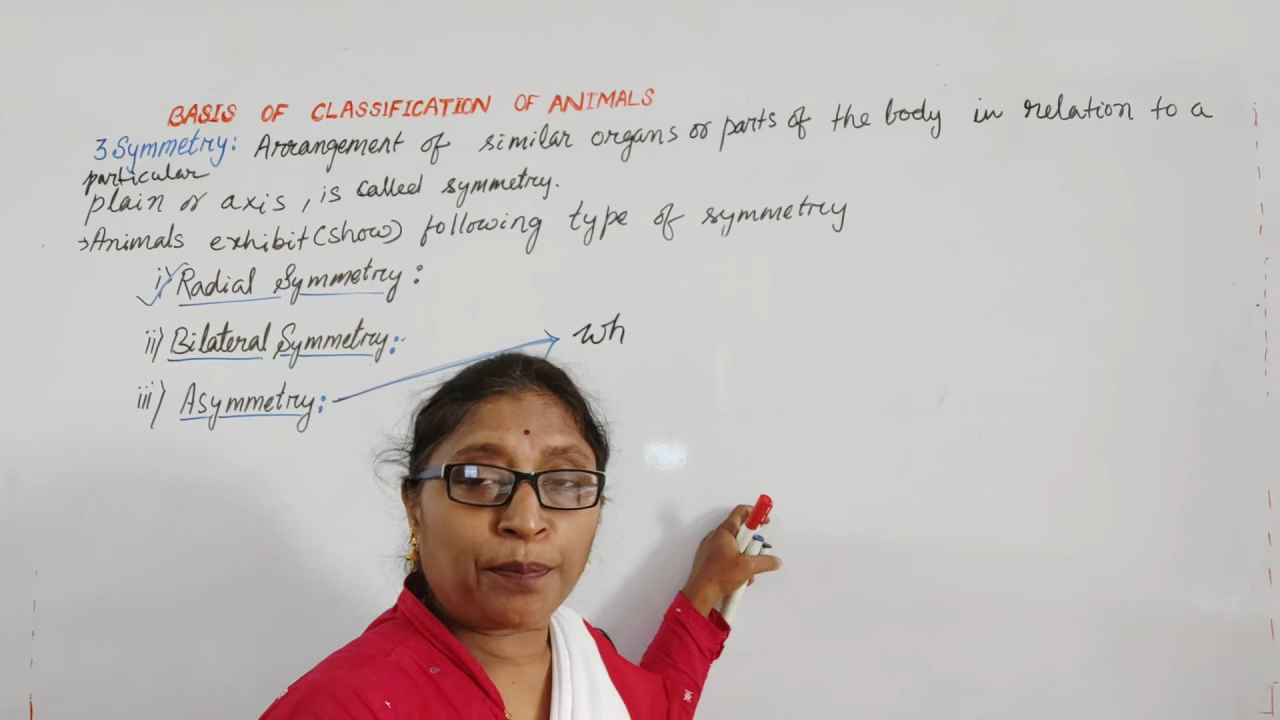 BASIS OF CLASSIFICATION OF ANIMALS
3 Symmetry: Arrangement of similar organs or parts of the body in relation to a
particular
plain or axis, is called symmetry.
→Animals exhibit (show) following type of symmetry
i) Radial Symmetry:
ii) Bilateral Symmetry:-
iii) Asymmetry: → wh